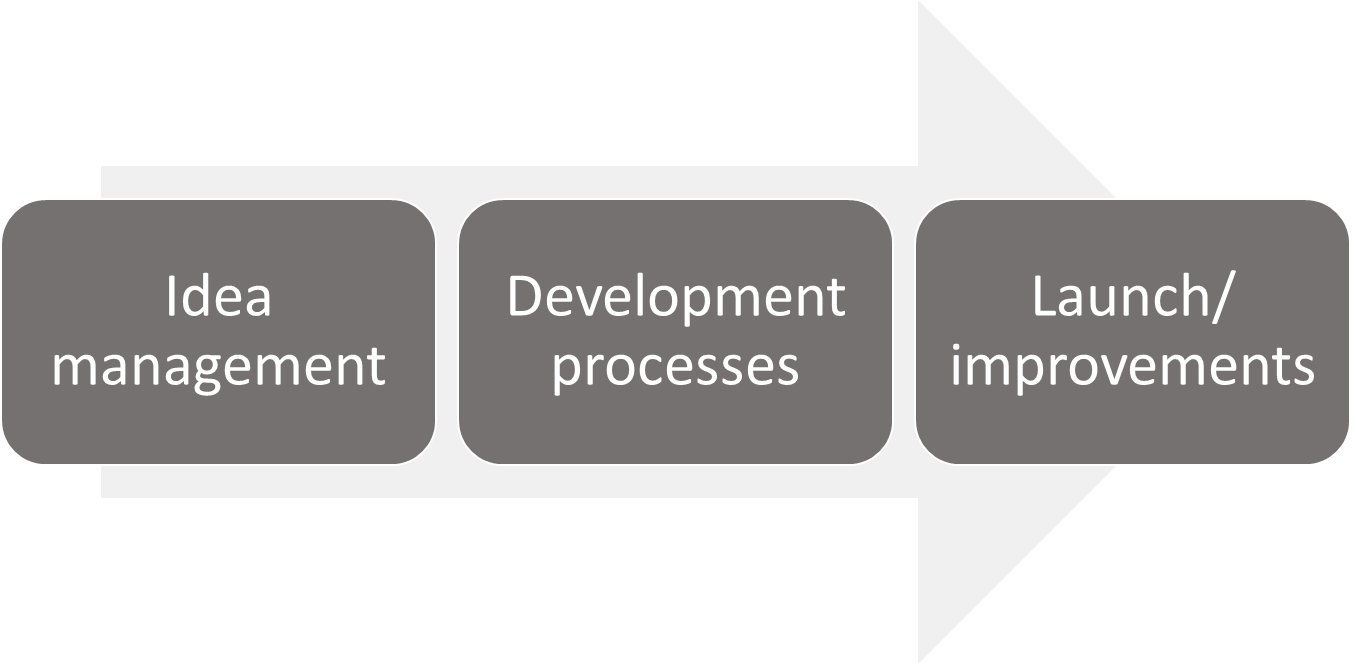 Idea
management
Development
processes
Launch/
improvements